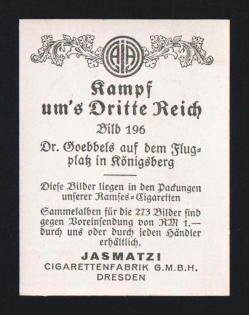 AJA
Kampf
um's Dritte Reich
Bild 196
Dr. Goebbels auf dem Flug-
platz in Königsberg
Diese Bilder liegen in den Packungen
unserer Ramses-Cigaretten
Sammelalben für die 273 Bilder sind
gegen Voreinsendung von RM 1.—
durch uns oder durch jeden Händler
erhältlich.
JASMATZI
CIGARETTENFABRIK G.M.B.H.
DRESDEN